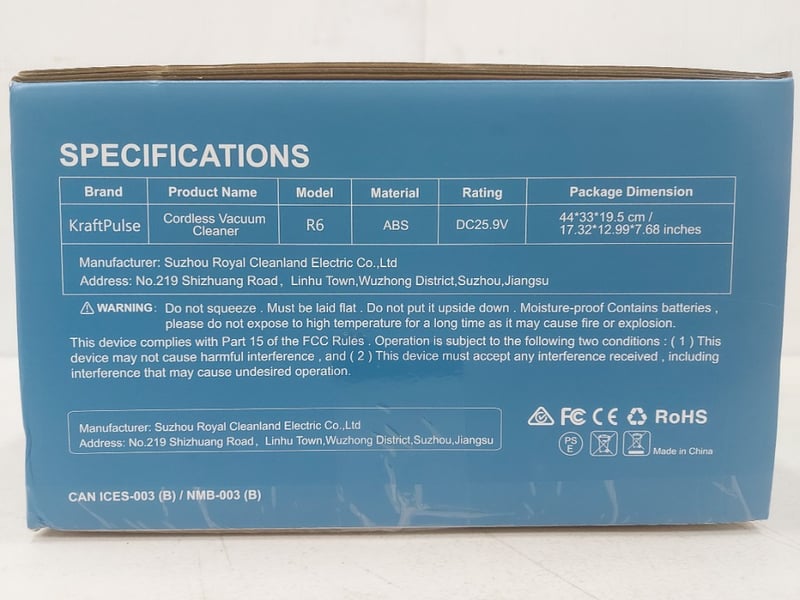 SPECIFICATIONS
Brand Product Name Model Material Rating Package Dimension
KraftPulse Cordless Vacuum Cleaner R6 ABS DC25.9V 44*33*19.5 cm / 17.32*12.99*7.68 inches
Manufacturer: Suzhou Royal Cleanland Electric Co.,Ltd
Address: No.219 Shizhuang Road, Linhu Town,Wuzhong District,Suzhou,Jiangsu
WARNING: Do not squeeze . Must be laid flat . Do not put it upside down . Moisture-proof Contains batteries ,
please do not expose to high temperature for a long time as it may cause fire or explosion.
This device complies with Part 15 of the FCC Rules . Operation is subject to the following two conditions : ( 1 ) This
device may not cause harmful interference , and ( 2 ) This device must accept any interference received , including
interference that may cause undesired operation.
Manufacturer: Suzhou Royal Cleanland Electric Co.,Ltd
Address: No.219 Shizhuang Road, Linhu Town,Wuzhong District,Suzhou,Jiangsu
FC CE RoHS
PS
E
Made in China
CAN ICES-003 (B) / NMB-003 (B)